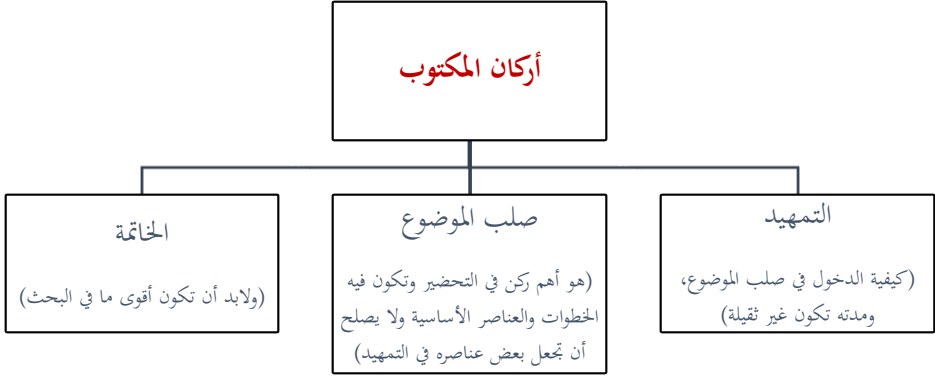 أركان المكتوب
التمهيد
(كيفية الدخول في صلب الموضوع،
ومدته تكون غير ثقيلة)
صلب الموضوع
(هو أهم ركن في التحضير وتكون فيه
الخطوات والعناصر الأساسية ولا يصلح
أن تجعل بعض عناصره في التمهيد)
الخاتمة
(ولابد أن تكون أقوى ما في البحث)